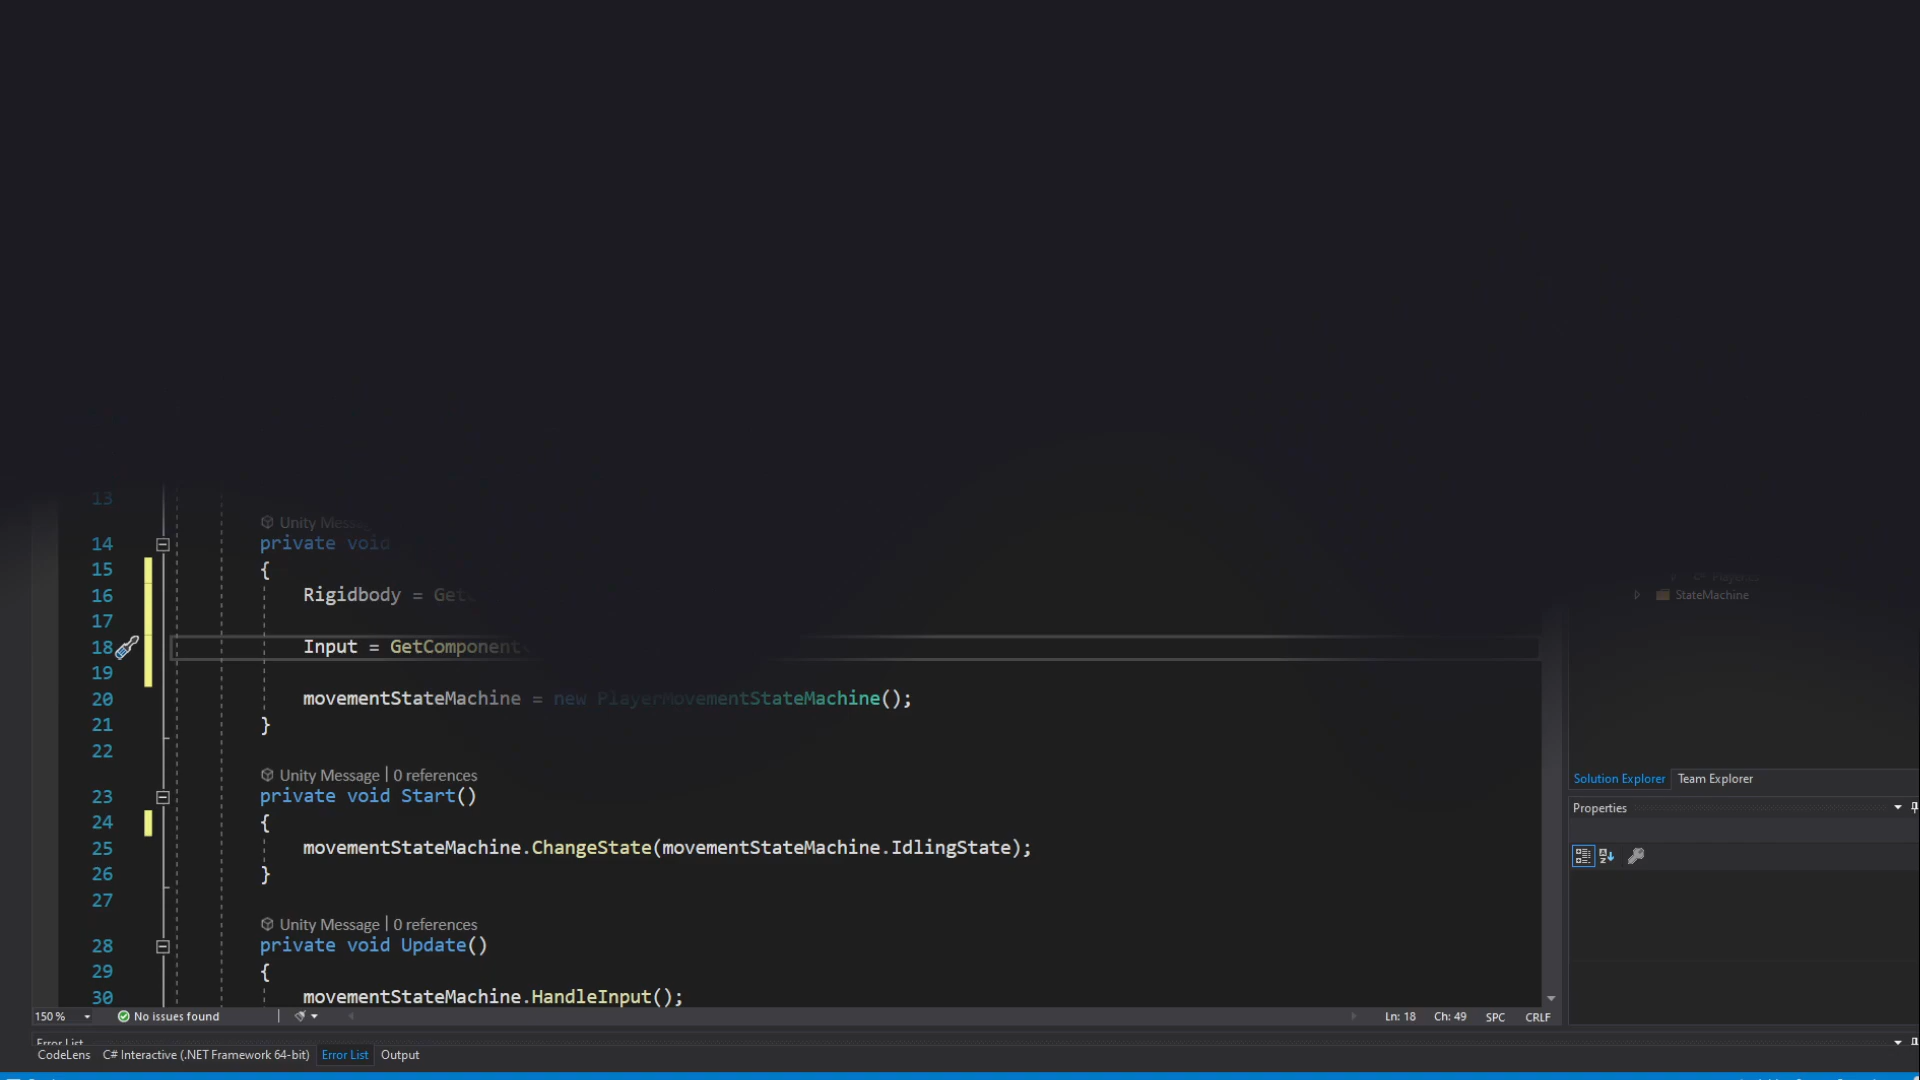 13
Unity Message
14 private void
15 {
16 Rigidbody = GetC
17
18 Input = GetComponent<
19
20 movementStateMachine = new PlayerMovementStateMachine();
21 }
22
Unity Message | 0 references
23 private void Start()
24 {
25 movementStateMachine.ChangeState(movementStateMachine.IdlingState);
26 }
27
Unity Message | 0 references
28 private void Update()
29 {
30 movementStateMachine.HandleInput();
150 % No issues found Ln: 18 Ch: 49 SPC CRLF
Error List
CodeLens C# Interactive (.NET Framework 64-bit) Error List Output
StateMachine
Solution Explorer Team Explorer
Properties